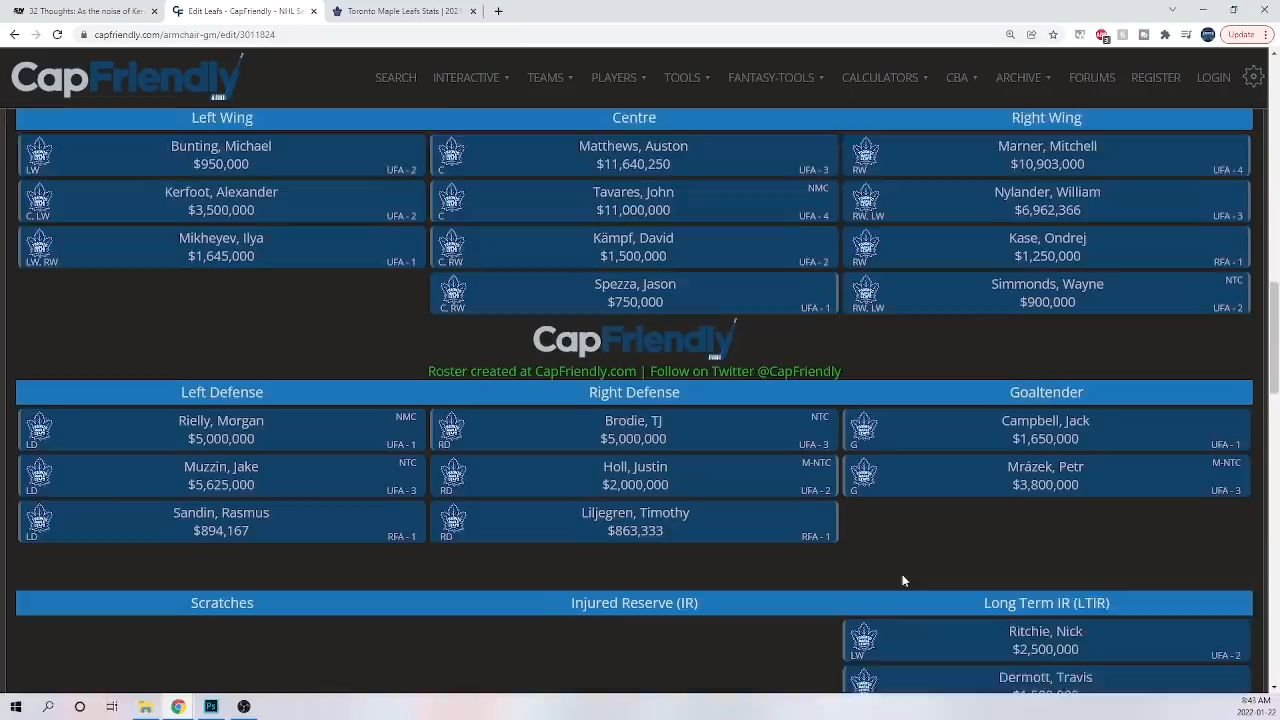 32 Thoughts: As the noise of Ker
Edit Leafs - CapFriendly - NHL Sa
Toronto Maple Leafs Stats | 2021
capfriendly.com/armchair-gm/edit/3011824
Update
CapFriendly
SEARCH
INTERACTIVE
TEAMS
PLAYERS
TOOLS
FANTASY-TOOLS
CALCULATORS
CBA
ARCHIVE
FORUMS
REGISTER
LOGIN
Left Wing
Centre
Right Wing
Bunting, Michael
$950,000
LW
UFA - 2
Matthews, Auston
$11,640,250
C
UFA - 3
Marner, Mitchell
$10,903,000
RW
UFA - 4
Kerfoot, Alexander
$3,500,000
C, LW
UFA - 2
Tavares, John
NMC
$11,000,000
C
UFA - 4
Nylander, William
$6,962,366
RW, LW
UFA - 3
Mikheyev, Ilya
$1,645,000
LW, RW
UFA - 1
Kämpf, David
$1,500,000
C, RW
UFA - 2
Kase, Ondrej
$1,250,000
RW
RFA - 1
Spezza, Jason
$750,000
C, RW
UFA - 1
Simmonds, Wayne
NTC
$900,000
RW, LW
UFA - 2
CapFriendly
Roster created at CapFriendly.com | Follow on Twitter @CapFriendly
Left Defense
Right Defense
Goaltender
Rielly, Morgan
NMC
$5,000,000
LD
UFA - 1
Brodie, TJ
NTC
$5,000,000
RD
UFA - 3
Campbell, Jack
$1,650,000
G
UFA - 1
Muzzin, Jake
NTC
$5,625,000
LD
UFA - 3
Holl, Justin
M-NTC
$2,000,000
RD
UFA - 2
Mrázek, Petr
M-NTC
$3,800,000
G
UFA - 3
Sandin, Rasmus
$894,167
LD
RFA - 1
Liljegren, Timothy
$863,333
RD
RFA - 1
Scratches
Injured Reserve (IR)
Long Term IR (LTIR)
Ritchie, Nick
$2,500,000
LW
UFA - 2
Dermott, Travis
8:43 AM
2022-01-22